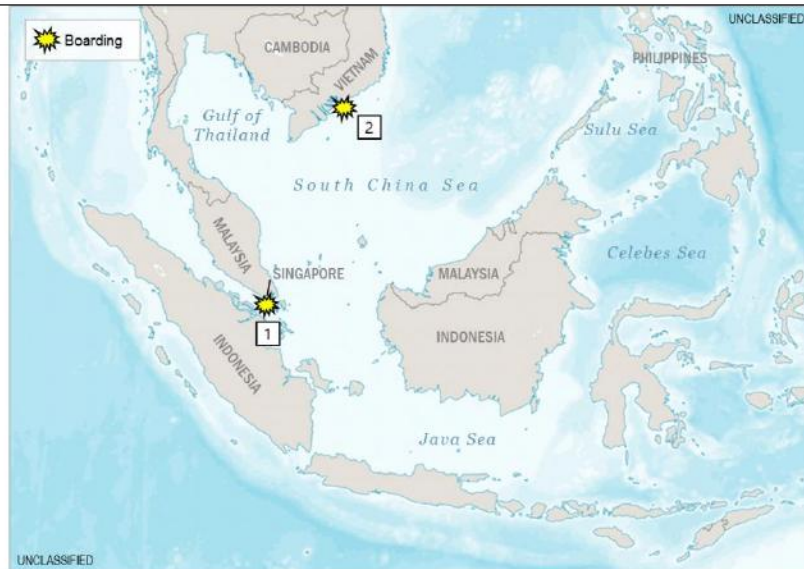 UNCLASSIFIED
Boarding
CAMBODIA
VIETNAM
PHILIPPINES
Gulf of
Thailand
2
Sulu Sea
South China Sea
MALAYSIA
SINGAPORE
Celebes Sea
MALAYSIA
1
INDONESIA
INDONESIA
Java Sea
UNCLASSIFIED